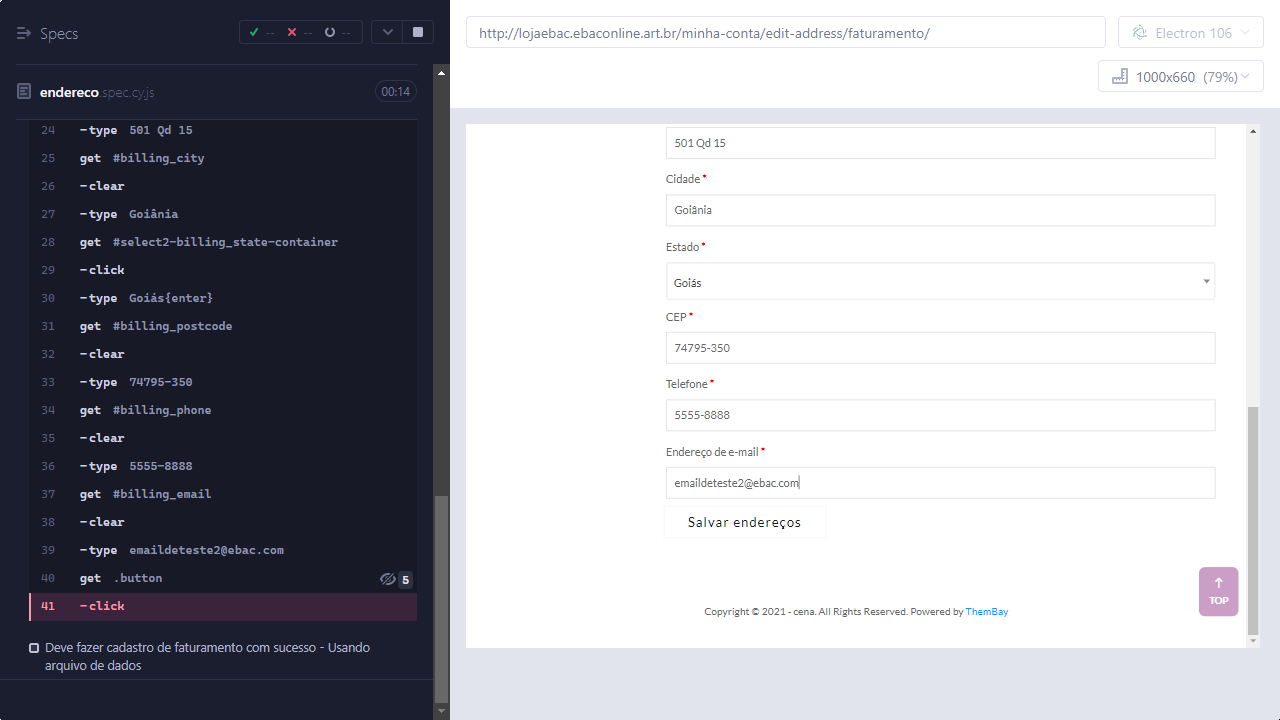 Specs
-- -- --
endereco.spec.cy.js 00:14
24 -type 501 Qd 15
25 get #billing_city
26 -clear
27 -type Goiânia
28 get #select2-billing_state-container
29 -click
30 -type Goiás{enter}
31 get #billing_postcode
32 -clear
33 -type 74795-350
34 get #billing_phone
35 -clear
36 -type 5555-8888
37 get #billing_email
38 -clear
39 -type emaildeteste2@ebac.com
40 get .button 5
41 -click
Deve fazer cadastro de faturamento com sucesso - Usando
arquivo de dados
http://lojaebac.ebaconline.art.br/minha-conta/edit-address/faturamento/
Electron 106
1000x660 (79%)
501 Qd 15
Cidade *
Goiânia
Estado *
Goiás
CEP *
74795-350
Telefone *
5555-8888
Endereço de e-mail *
emaildeteste2@ebac.com
Salvar endereços
TOP
Copyright © 2021 - cena. All Rights Reserved. Powered by ThemBay